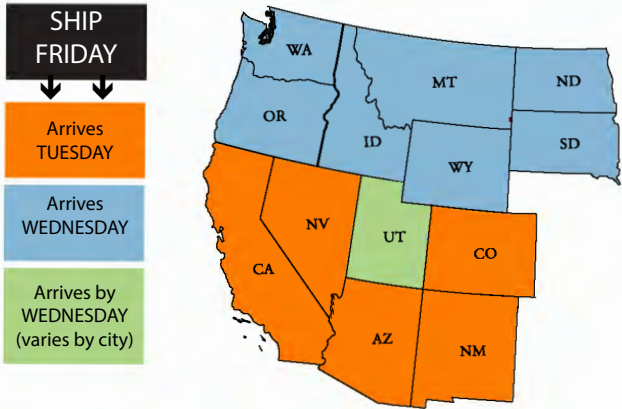 SHIP
FRIDAY
Arrives
TUESDAY
Arrives
WEDNESDAY
Arrives by
WEDNESDAY
(varies by city)
WA
MT
ND
OR
ID
SD
WY
NV
UT
CO
CA
AZ
NM